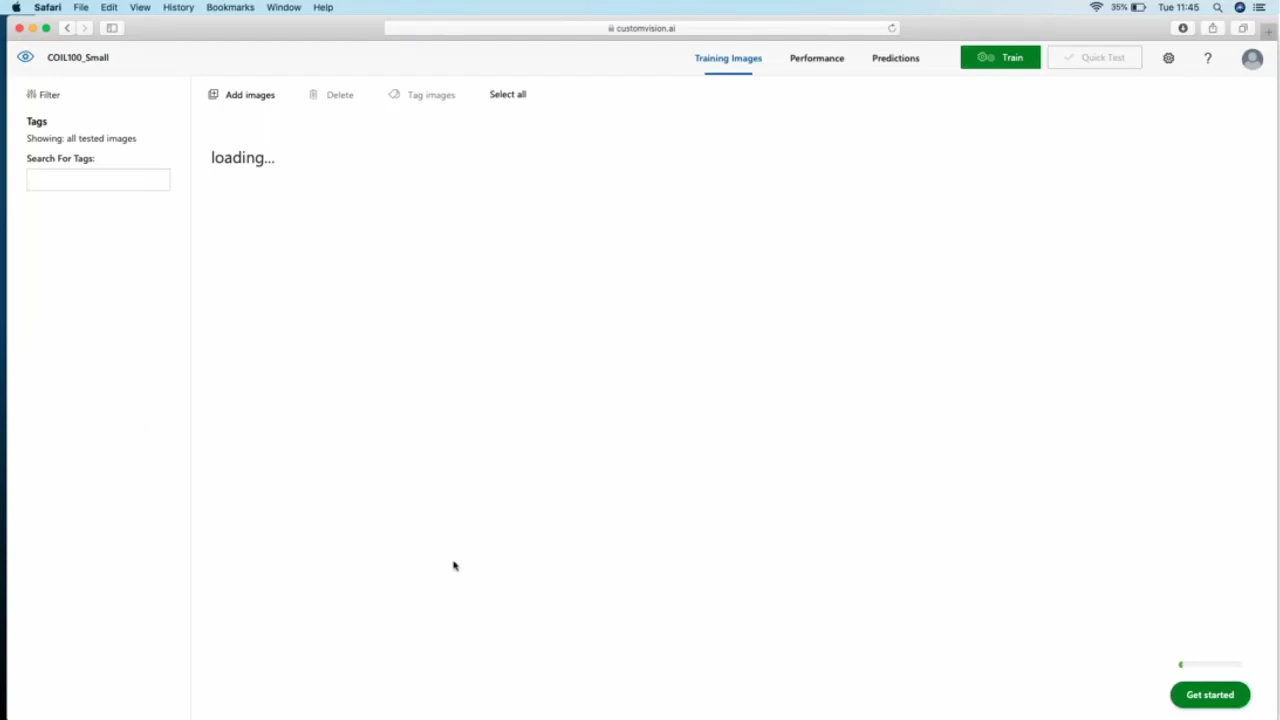 Safari File Edit View History Bookmarks Window Help 35% Tue 11:45
customvision.ai
COIL100_Small Training Images Performance Predictions Train Quick Test ?
Filter Add images Delete Tag images Select all
Tags
Showing: all tested images
Search For Tags:
loading...
Get started